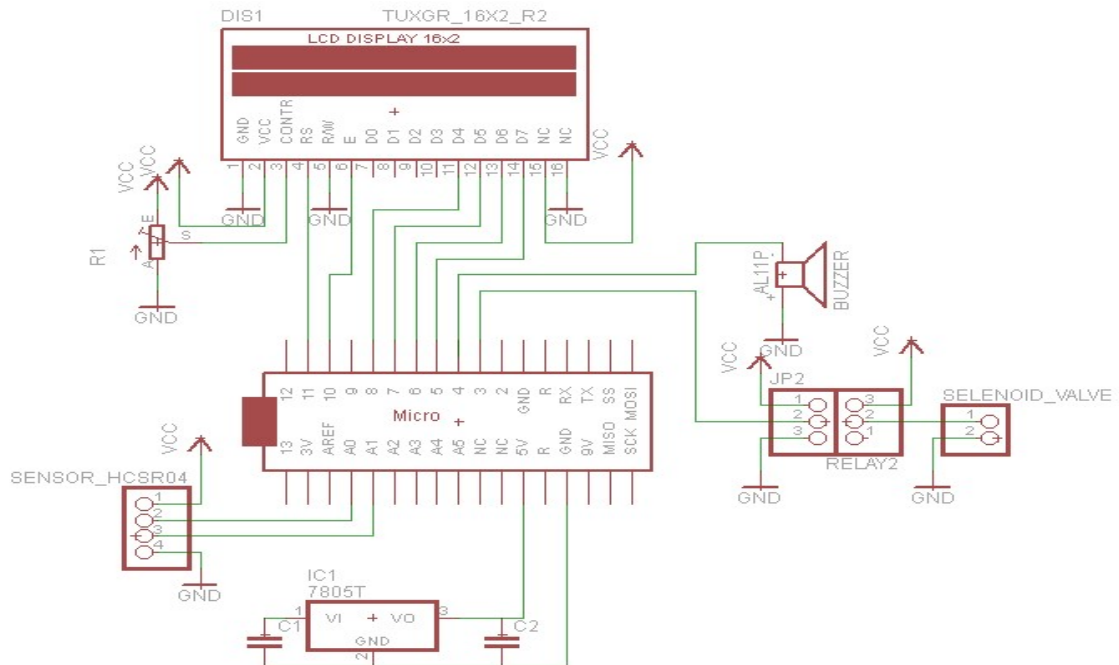 DIS1 TUXGR_16X2_R2
LCD DISPLAY 16x2
GND VCC CONTR RS R/W E D0 D1 D2 D3 D4 D5 D6 D7 NC NC
1 2 3 4 5 6 7 8 9 10 11 12 13 14 15 16
VCC VCC VCC
GND GND GND
R1 E S A
GND
AL11P
- +
BUZZER
GND
12 11 10 9 8 7 6 5 4 3 2 GND R R RX TX SS MOSI
Micro
13 3V AREF A0 A1 A2 A3 A4 A5 NC NC 5V R GND 9V MISO SCK
VCC VCC
JP2
1 2 3
3 2 1
RELAY2
GND
SELENOID_VALVE
1
2
GND
VCC
SENSOR_HCSR04
1
2
3
4
GND
IC1
7805T
1 VI VO 3
GND
2
C1 C2